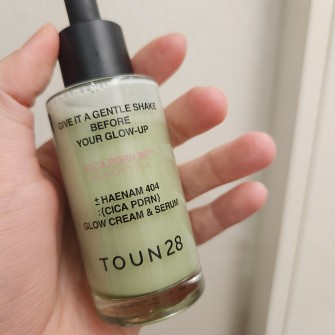 GIVE IT A GENTLE SHAKE
BEFORE
YOUR GLOW-UP
± HAENAM 404
:(CICA PDRN)
GLOW CREAM & SERUM
TOUN28